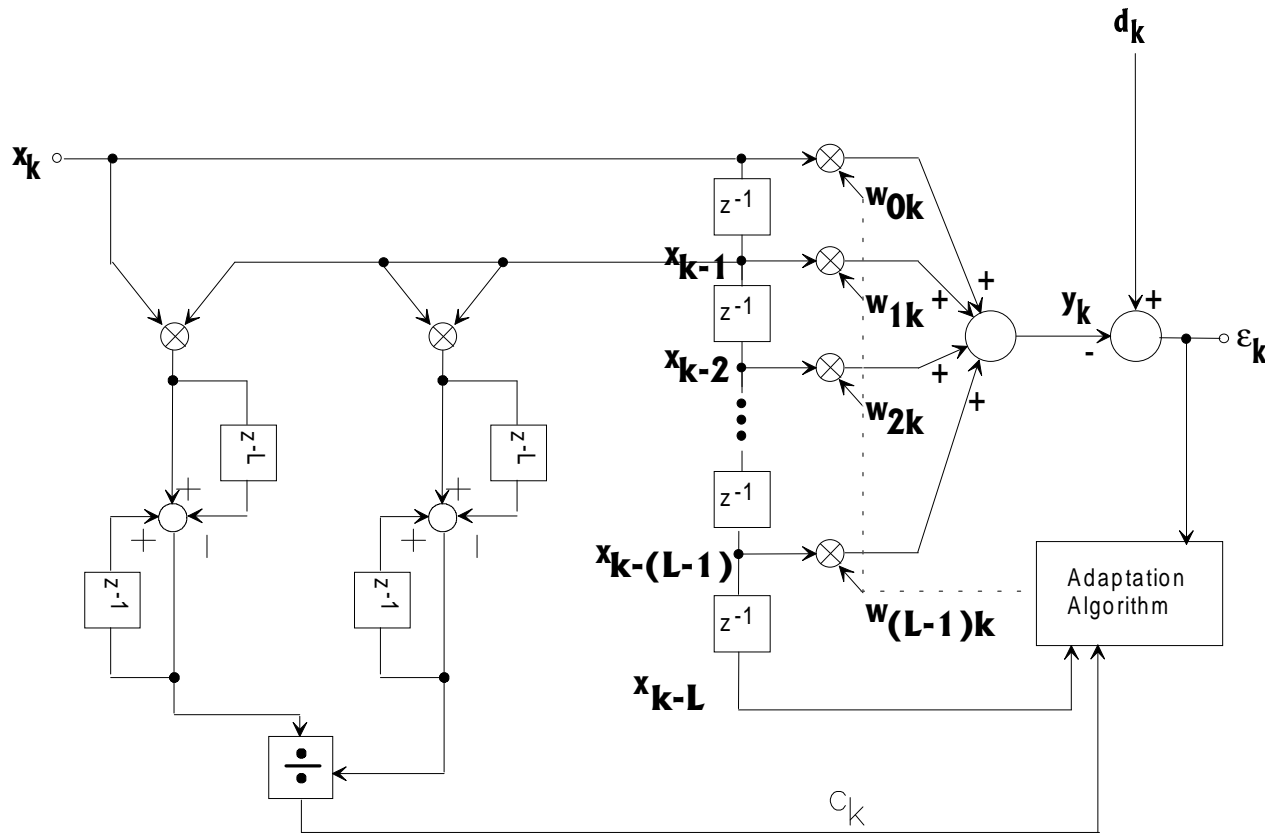 d_k
x_k
z⁻¹
w_0k
x_k-1
+
z⁻¹
w_1k
+
y_k
+
-
ε_k
x_k-2
+
w_2k
+
z⁻ᴸ
z⁻ᴸ
z⁻¹
+
+
+
−
+
−
x_k-(L-1)
z⁻¹
z⁻¹
z⁻¹
w_(L-1)k
Adaptation
Algorithm
x_k-L
÷
c_k